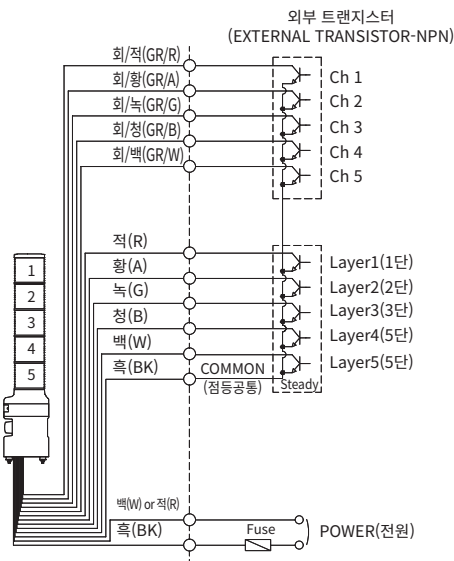 외부 트랜지스터
(EXTERNAL TRANSISTOR-NPN)
회/적(GR/R)
회/황(GR/A)
회/녹(GR/G)
회/청(GR/B)
회/백(GR/W)
Ch 1
Ch 2
Ch 3
Ch 4
Ch 5
적(R)
황(A)
녹(G)
청(B)
백(W)
흑(BK)
COMMON
(점등공통)
Steady
Layer1(1단)
Layer2(2단)
Layer3(3단)
Layer4(5단)
Layer5(5단)
1
2
3
4
5
백(W) or 적(R)
흑(BK)
Fuse
POWER(전원)